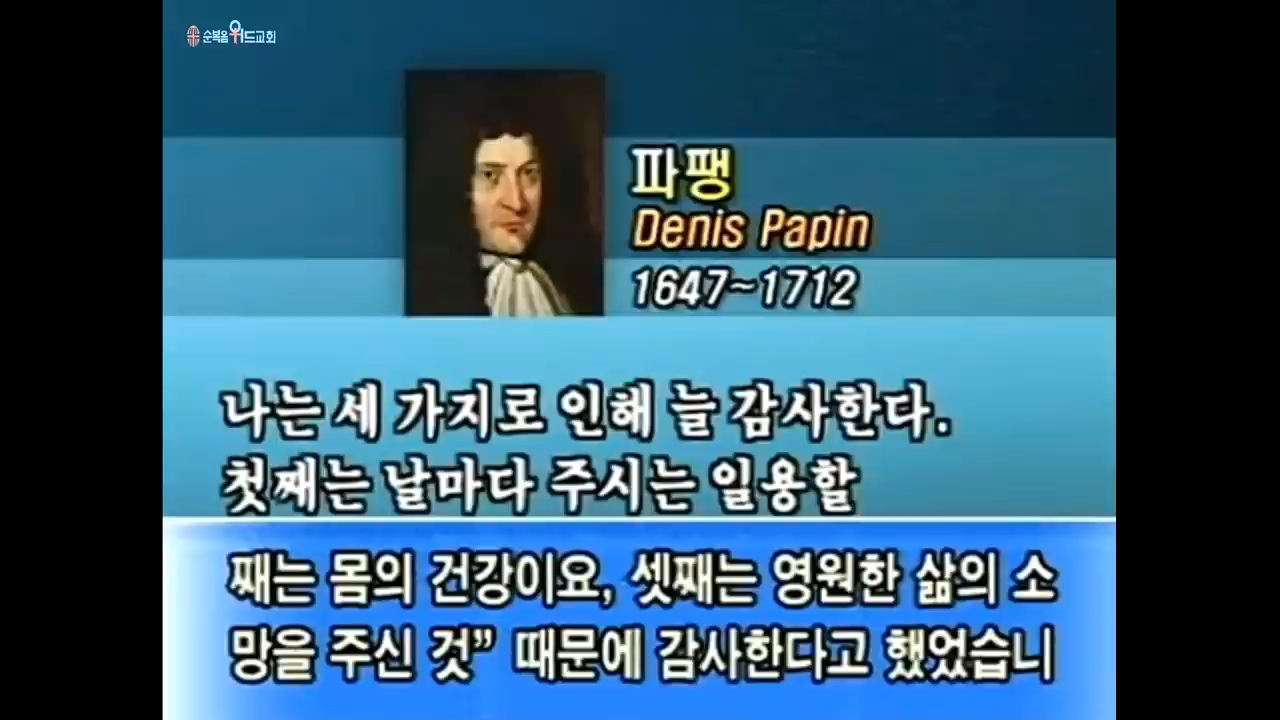 순복음워드교회
파팽
Denis Papin
1647~1712
나는 세 가지로 인해 늘 감사한다.
첫째는 날마다 주시는 일용할
째는 몸의 건강이요, 셋째는 영원한 삶의 소
망을 주신 것” 때문에 감사한다고 했었습니